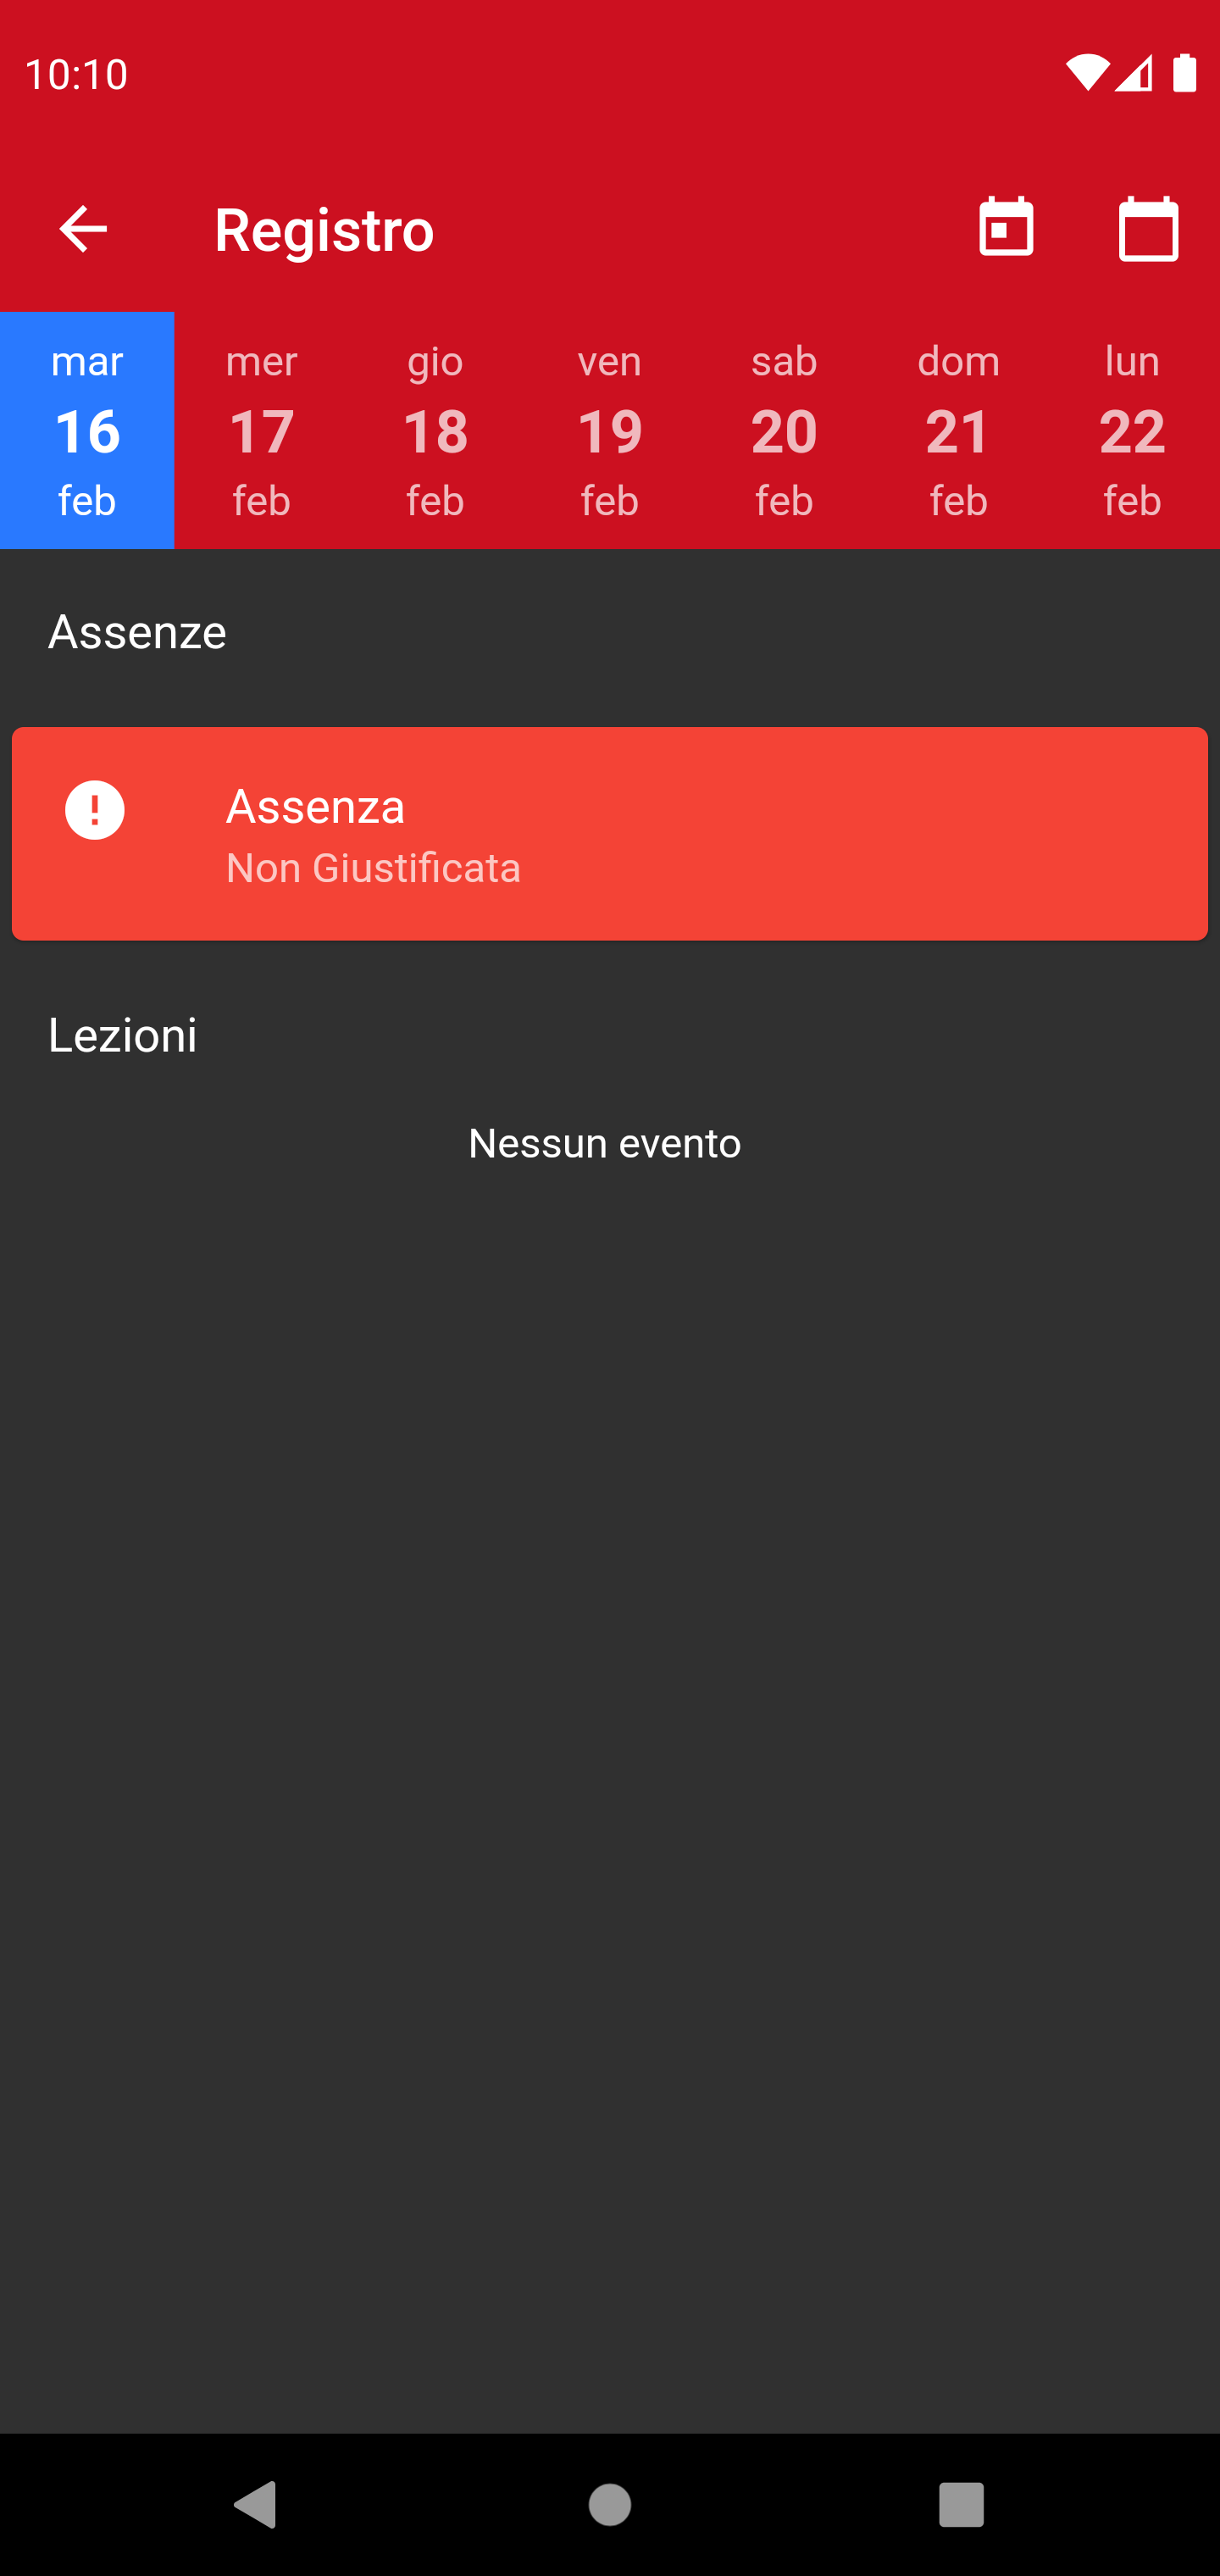 10:10
Registro
mar mer gio ven sab dom lun
16 17 18 19 20 21 22
feb feb feb feb feb feb feb
Assenze
Assenza
Non Giustificata
Lezioni
Nessun evento